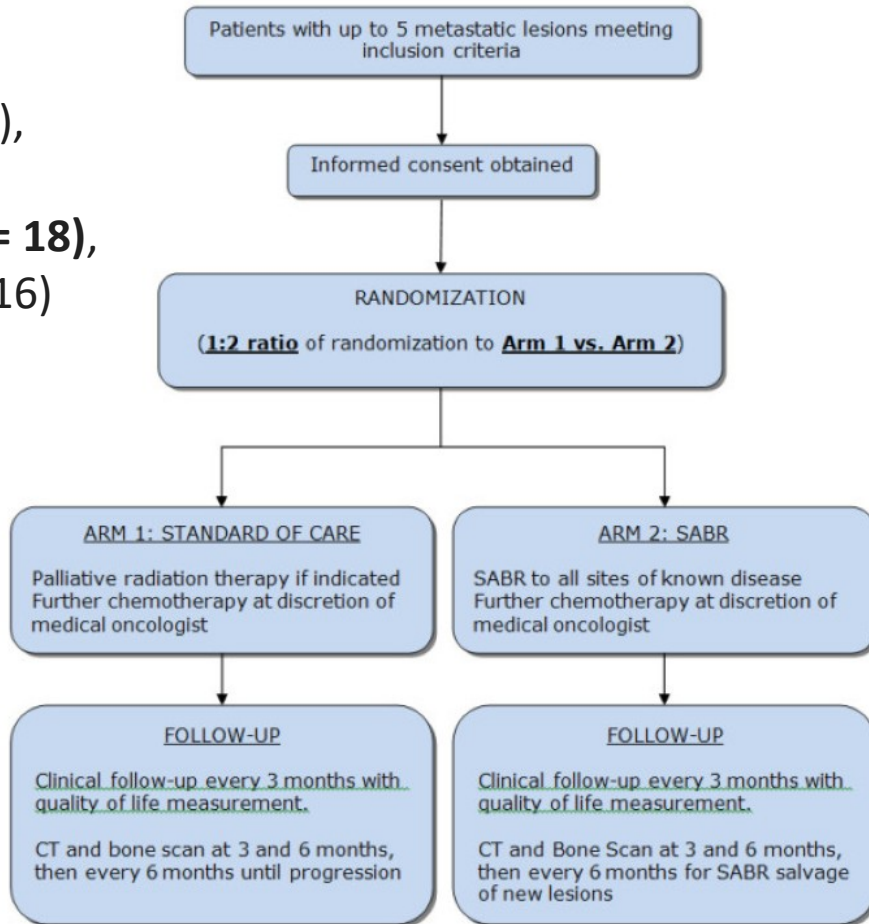 ),
= 18),
16)
Patients with up to 5 metastatic lesions meeting
inclusion criteria
Informed consent obtained
RANDOMIZATION
(1:2 ratio of randomization to Arm 1 vs. Arm 2)
ARM 1: STANDARD OF CARE
Palliative radiation therapy if indicated
Further chemotherapy at discretion of
medical oncologist
ARM 2: SABR
SABR to all sites of known disease
Further chemotherapy at discretion of
medical oncologist
FOLLOW-UP
Clinical follow-up every 3 months with
quality of life measurement.
CT and bone scan at 3 and 6 months,
then every 6 months until progression
FOLLOW-UP
Clinical follow-up every 3 months with
quality of life measurement.
CT and Bone Scan at 3 and 6 months,
then every 6 months for SABR salvage
of new lesions